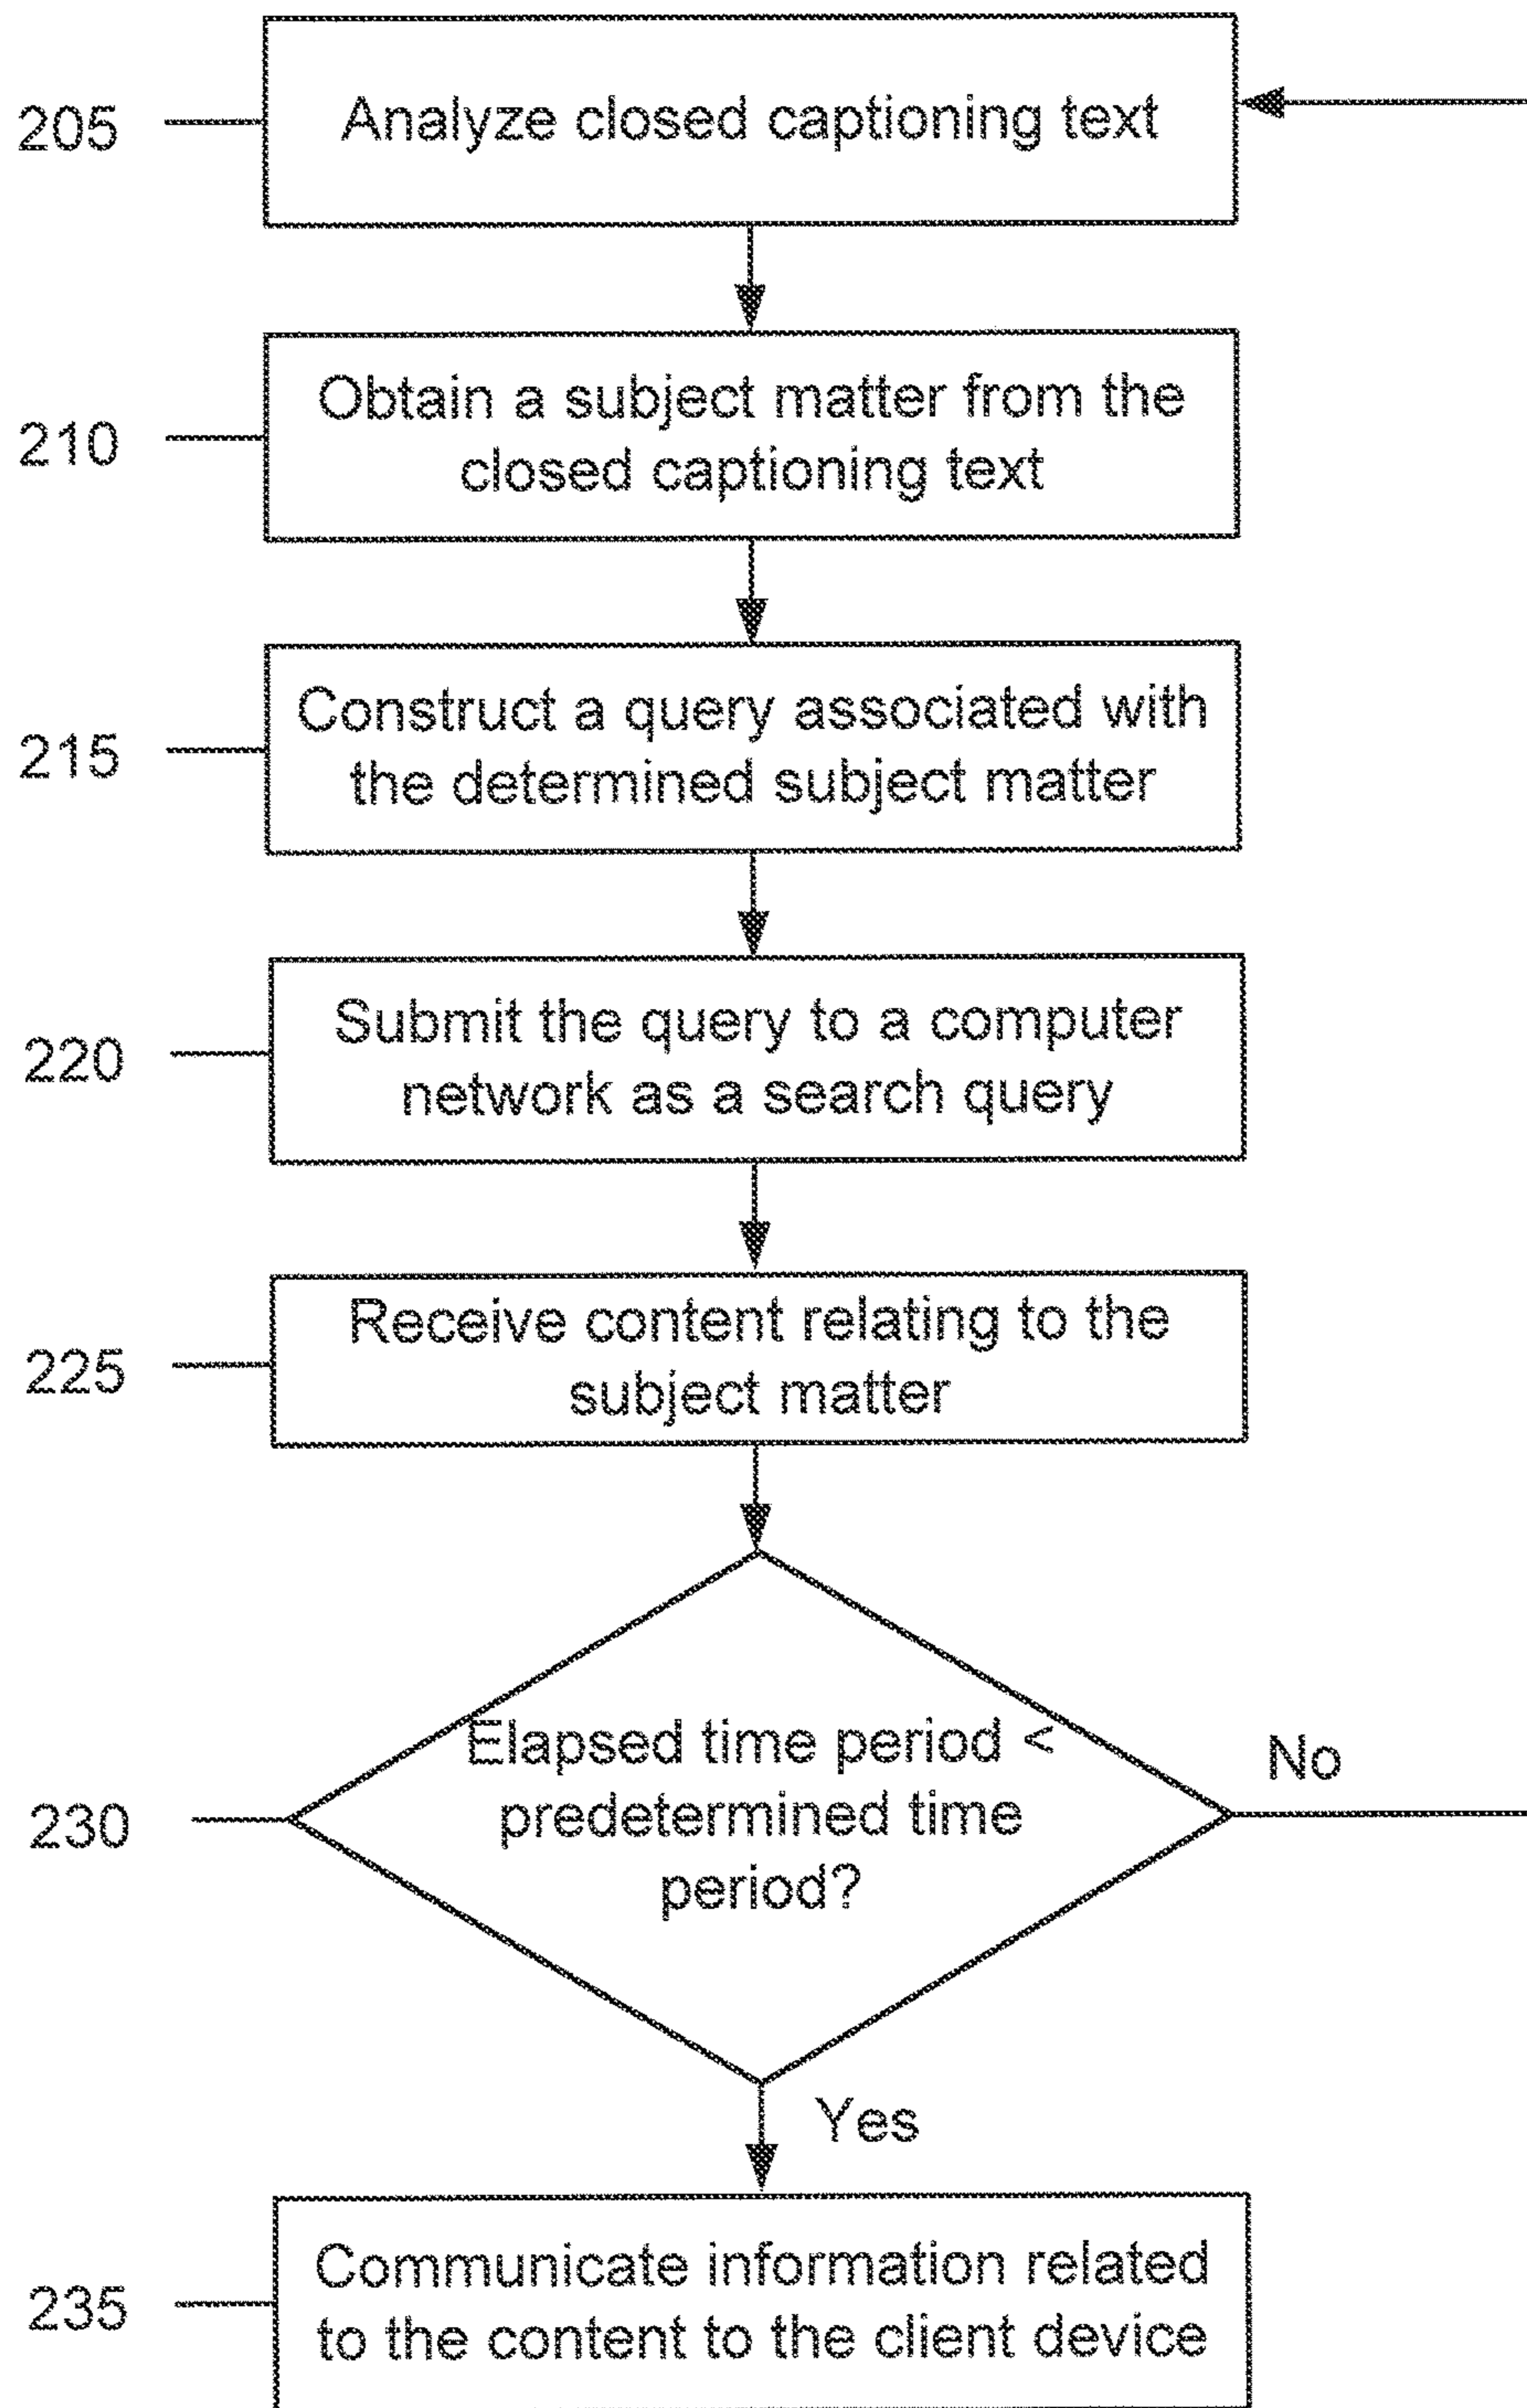 205
Analyze closed captioning text
210
Obtain a subject matter from the
closed captioning text
215
Construct a query associated with
the determined subject matter
220
Submit the query to a computer
network as a search query
225
Receive content relating to the
subject matter
230
Elapsed time period <
predetermined time
period?
No
Yes
235
Communicate information related
to the content to the client device